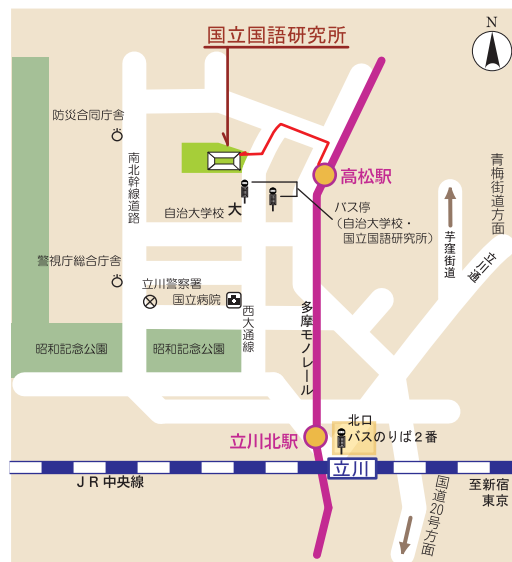 国立国語研究所
N
防災合同庁舎
南北幹線道路
高松駅
青梅街道方面
自治大学校
大
バス停
（自治大学校・
国立国語研究所）
芋窪街道
立川通
警視庁総合庁舎
立川警察署
国立病院
西大通線
多摩モノレール
昭和記念公園
昭和記念公園
北口
バスのりば２番
立川北駅
立川
ＪＲ中央線
至新宿
東京
国道20号方面